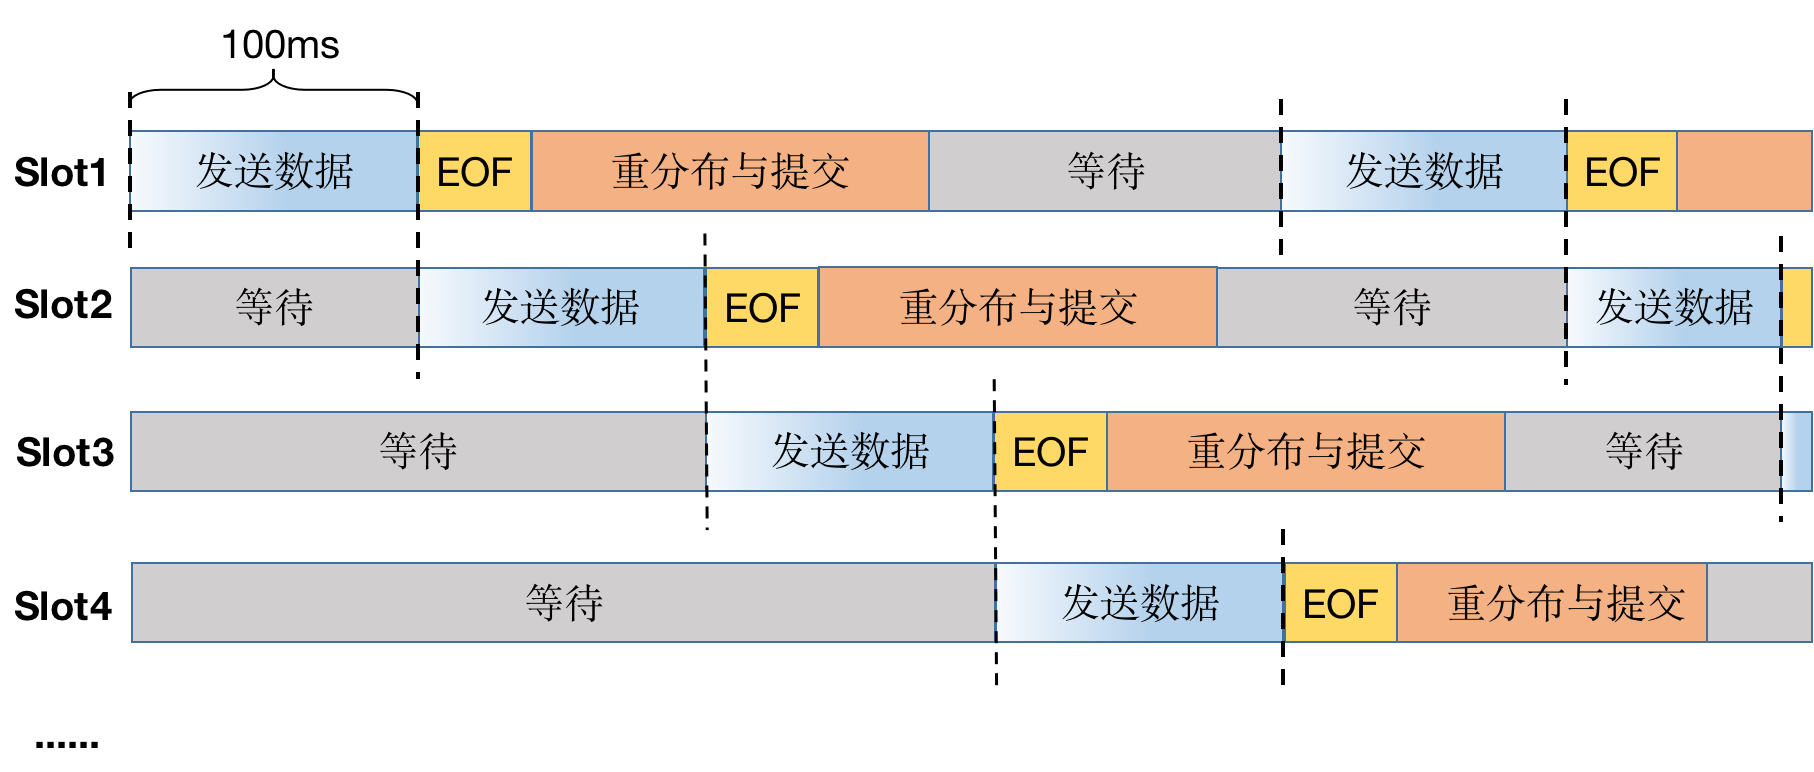 100ms
Slot1 发送数据 EOF 重分布与提交 等待 发送数据 EOF
Slot2 等待 发送数据 EOF 重分布与提交 等待 发送数据
Slot3 等待 发送数据 EOF 重分布与提交 等待
Slot4 等待 发送数据 EOF 重分布与提交
......